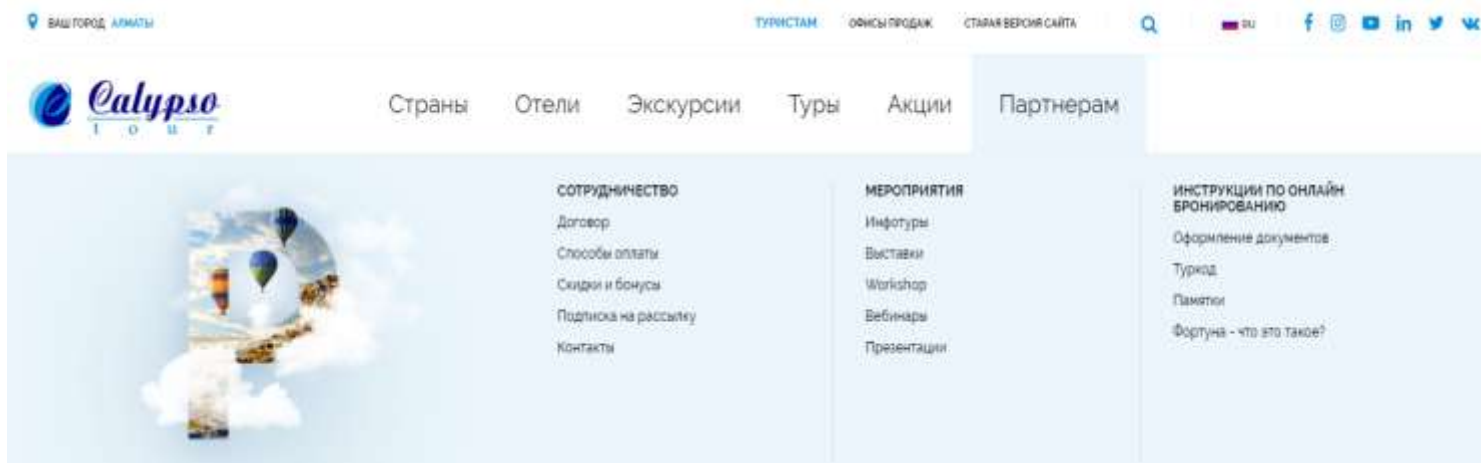 ВАШ ГОРОД: АЛМАТЫ
ТУРИСТАМ
ОФИСЫ ПРОДАЖ
СТАРАЯ ВЕРСИЯ САЙТА
RU
Calypso
tour
Страны
Отели
Экскурсии
Туры
Акции
Партнерам
СОТРУДНИЧЕСТВО
Договор
Способы оплаты
Скидки и бонусы
Подписка на рассылку
Контакты
МЕРОПРИЯТИЯ
Инфотуры
Выставки
Workshop
Вебинары
Презентации
ИНСТРУКЦИИ ПО ОНЛАЙН
БРОНИРОВАНИЮ
Оформление документов
Туркод
Памятки
Фортуна - что это такое?